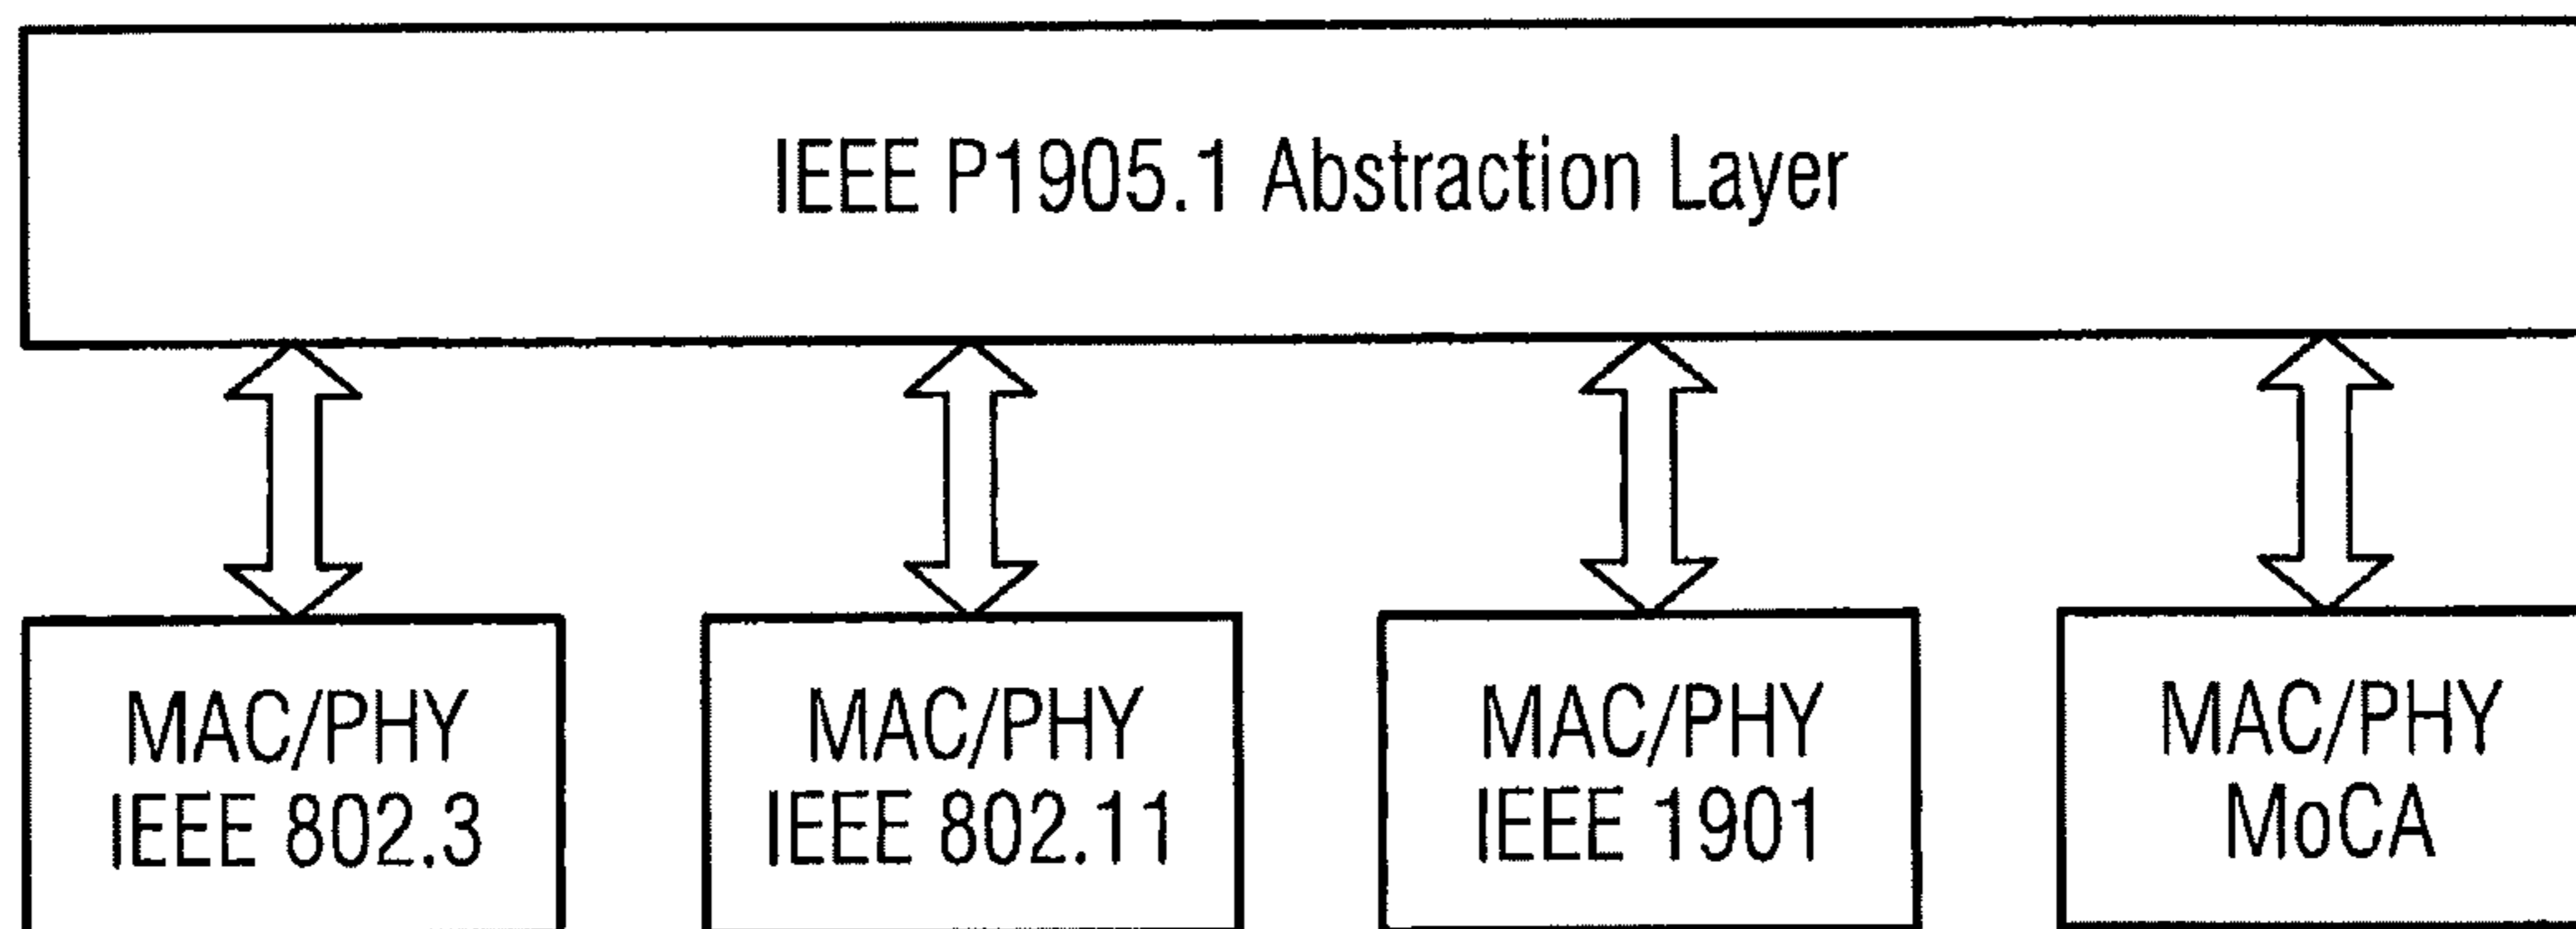 IEEE P1905.1 Abstraction Layer
MAC/PHY
IEEE 802.3
MAC/PHY
IEEE 802.11
MAC/PHY
IEEE 1901
MAC/PHY
MoCA